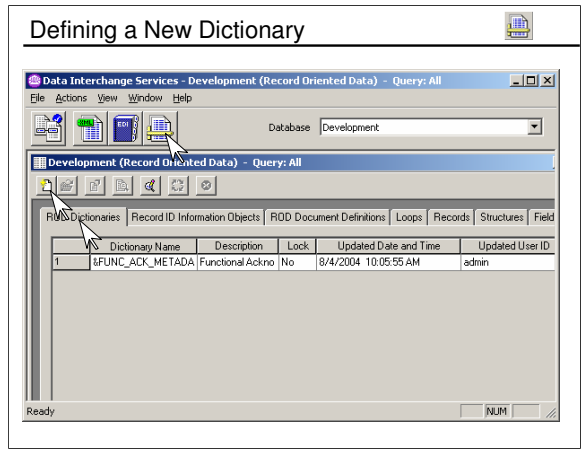 Defining a New Dictionary
Data Interchange Services - Development (Record Oriented Data) - Query: All
File Actions View Window Help
XML EDI
Database Development
Development (Record Oriented Data) - Query: All
Dictionaries Record ID Information Objects ROD Document Definitions Loops Records Structures Field
Dictionary Name Description Lock Updated Date and Time Updated User ID
1 &FUNC_ACK_METADA Functional Ackno No 8/4/2004 10:05:55 AM admin
Ready NUM